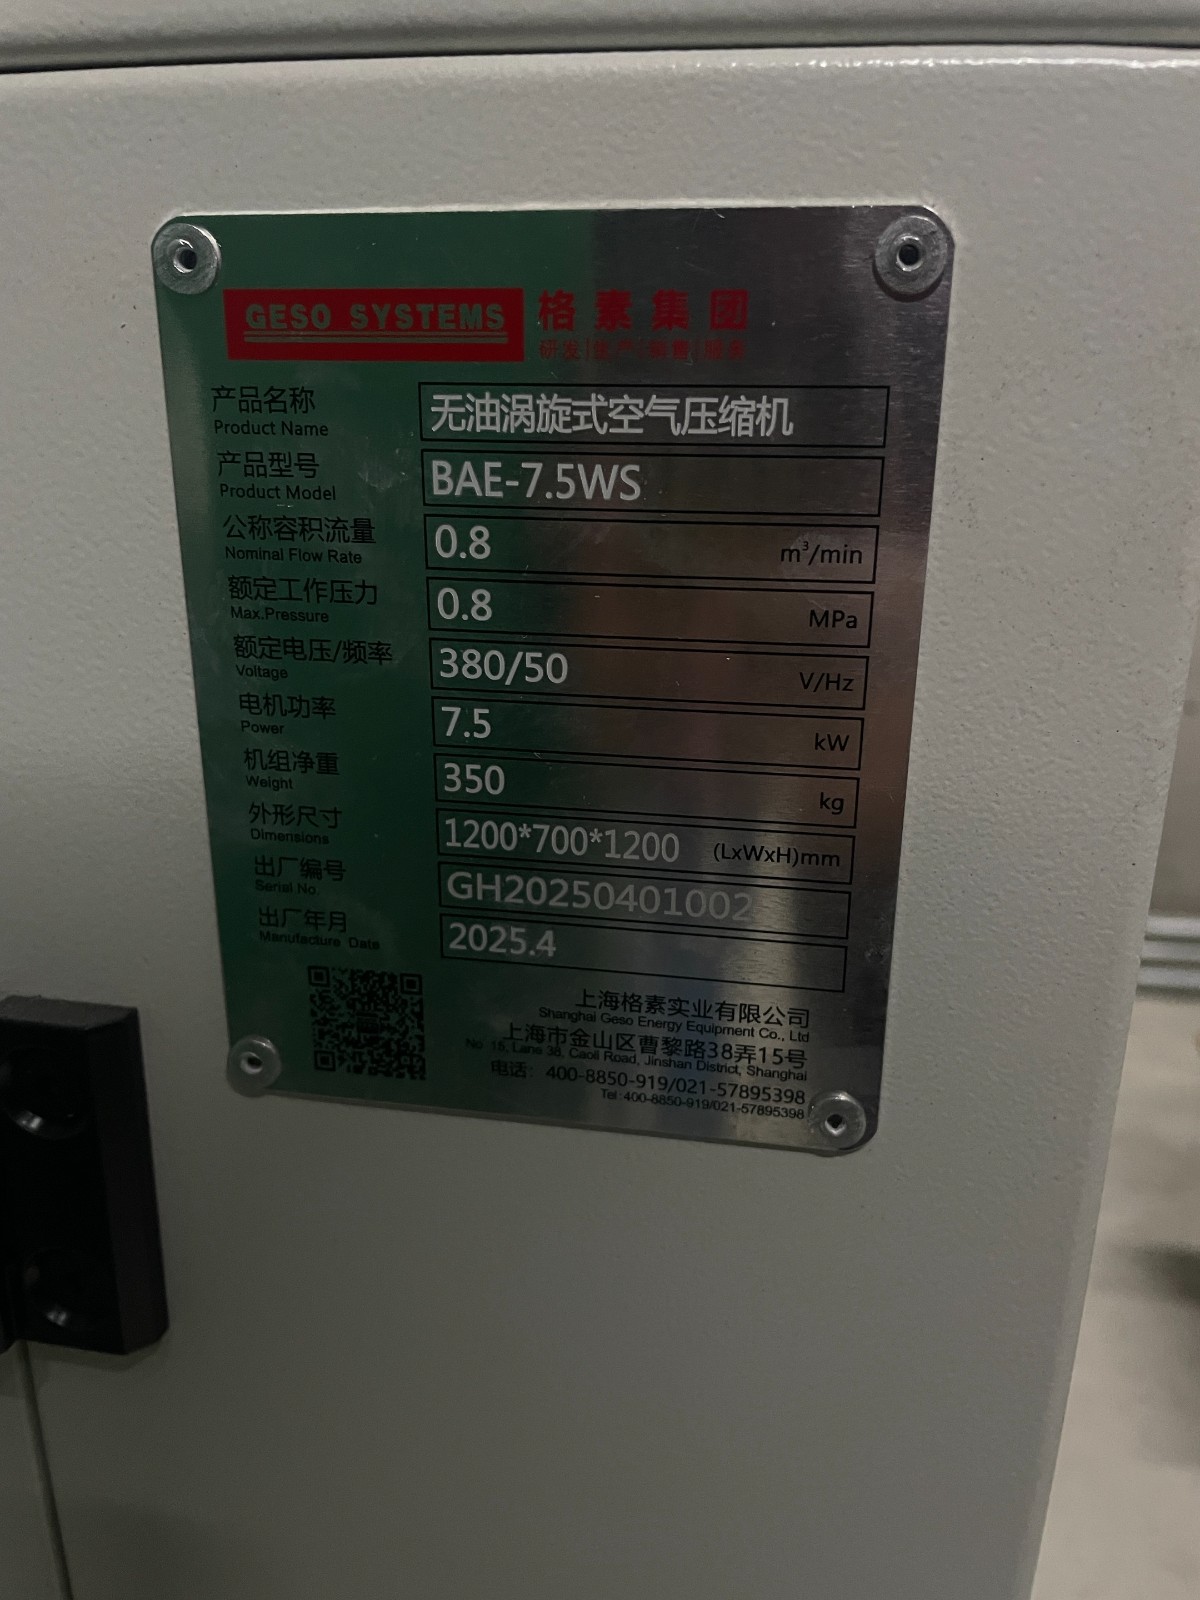 GESO SYSTEMS 格素集团
研发|生产|销售|服务
产品名称 无油涡旋式空气压缩机
Product Name
产品型号 BAE-7.5WS
Product Model
公称容积流量 0.8 m³/min
Nominal Flow Rate
额定工作压力 0.8 MPa
Max.Pressure
额定电压/频率 380/50 V/Hz
Voltage
电机功率 7.5 kW
Power
机组净重 350 kg
Weight
外形尺寸 1200*700*1200 (LxWxH)mm
Dimensions
出厂编号 GH20250401002
Serial No.
出厂年月 2025.4
Manufacture Date
上海格素实业有限公司
Shanghai Geso Energy Equipment Co., Ltd
上海市金山区曹黎路38弄15号
No. 15, Lane 38, Caoli Road, Jinshan District, Shanghai
电话：400-8850-919/021-57895398
Tel:400-8850-919/021-57895398